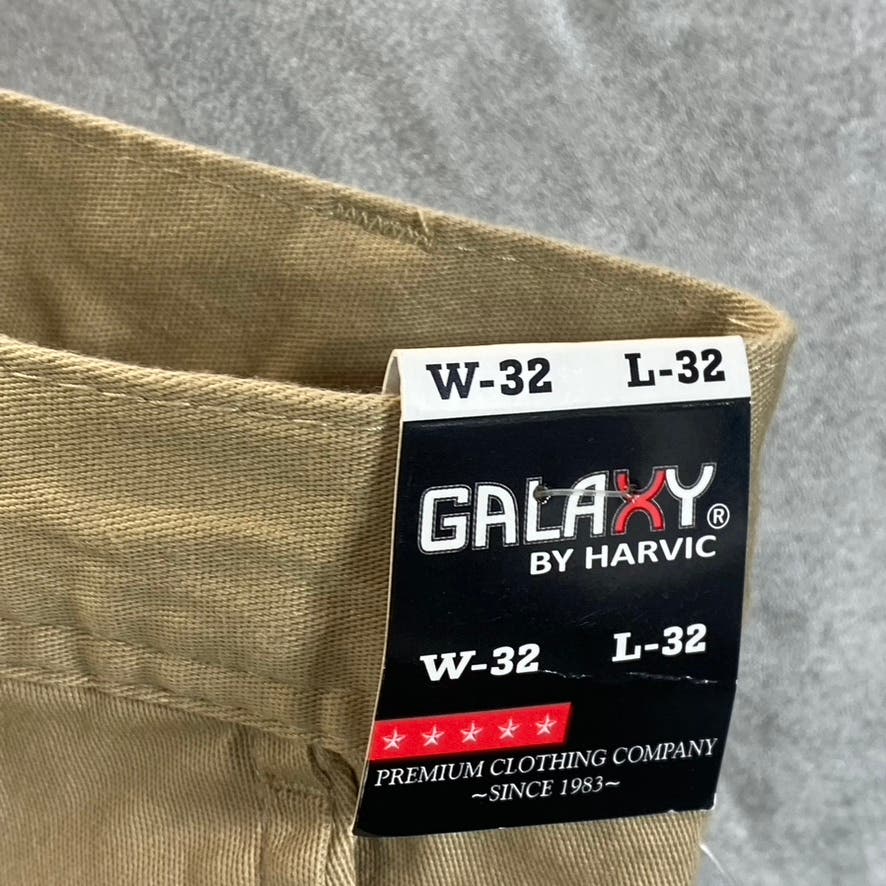 W-32 L-32
GALAXY®
BY HARVIC
W-32 L-32
PREMIUM CLOTHING COMPANY
~SINCE 1983~